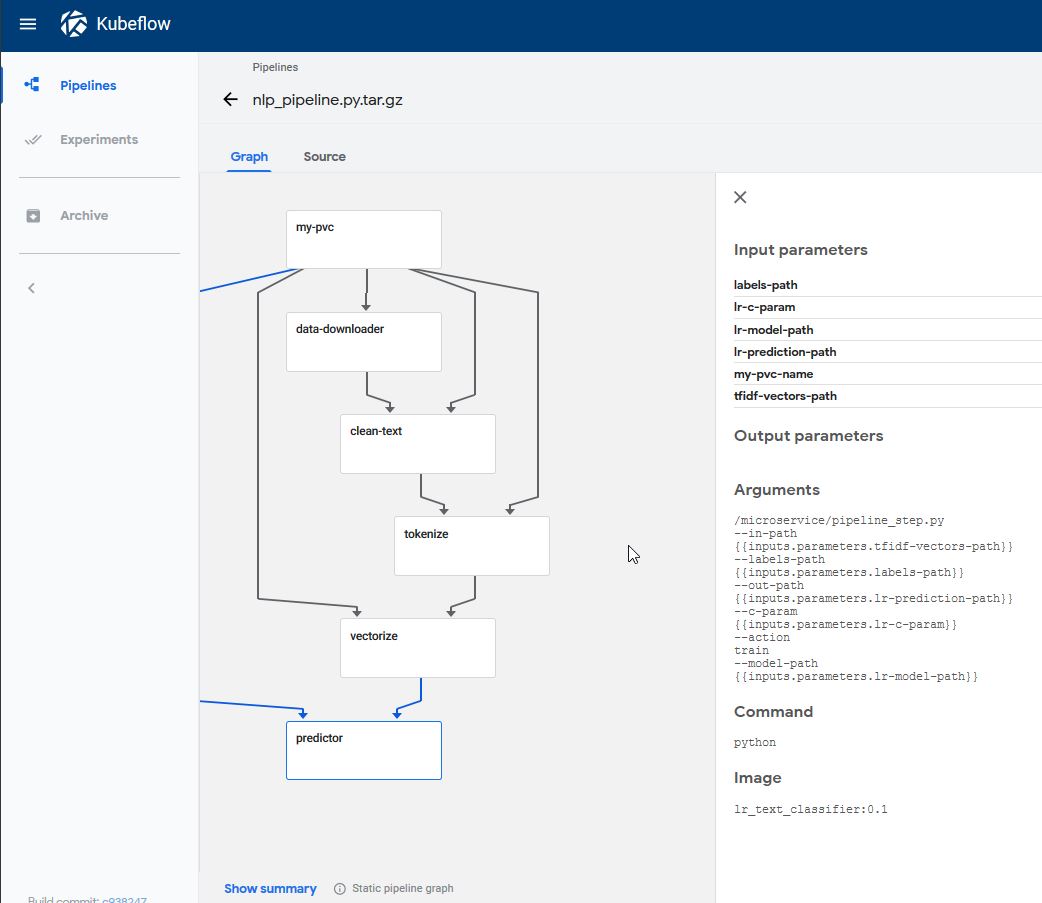 Kubeflow
Pipelines
Experiments
Archive
Pipelines
nlp_pipeline.py.tar.gz
Graph
Source
my-pvc
data-downloader
clean-text
tokenize
vectorize
predictor
Show summary
Static pipeline graph
Input parameters
labels-path
lr-c-param
lr-model-path
lr-prediction-path
my-pvc-name
tfidf-vectors-path
Output parameters
Arguments
/microservice/pipeline_step.py
--in-path
{{inputs.parameters.tfidf-vectors-path}}
--labels-path
{{inputs.parameters.labels-path}}
--out-path
{{inputs.parameters.lr-prediction-path}}
--c-param
{{inputs.parameters.lr-c-param}}
--action
train
--model-path
{{inputs.parameters.lr-model-path}}
Command
python
Image
lr_text_classifier:0.1
Build commit: c938247